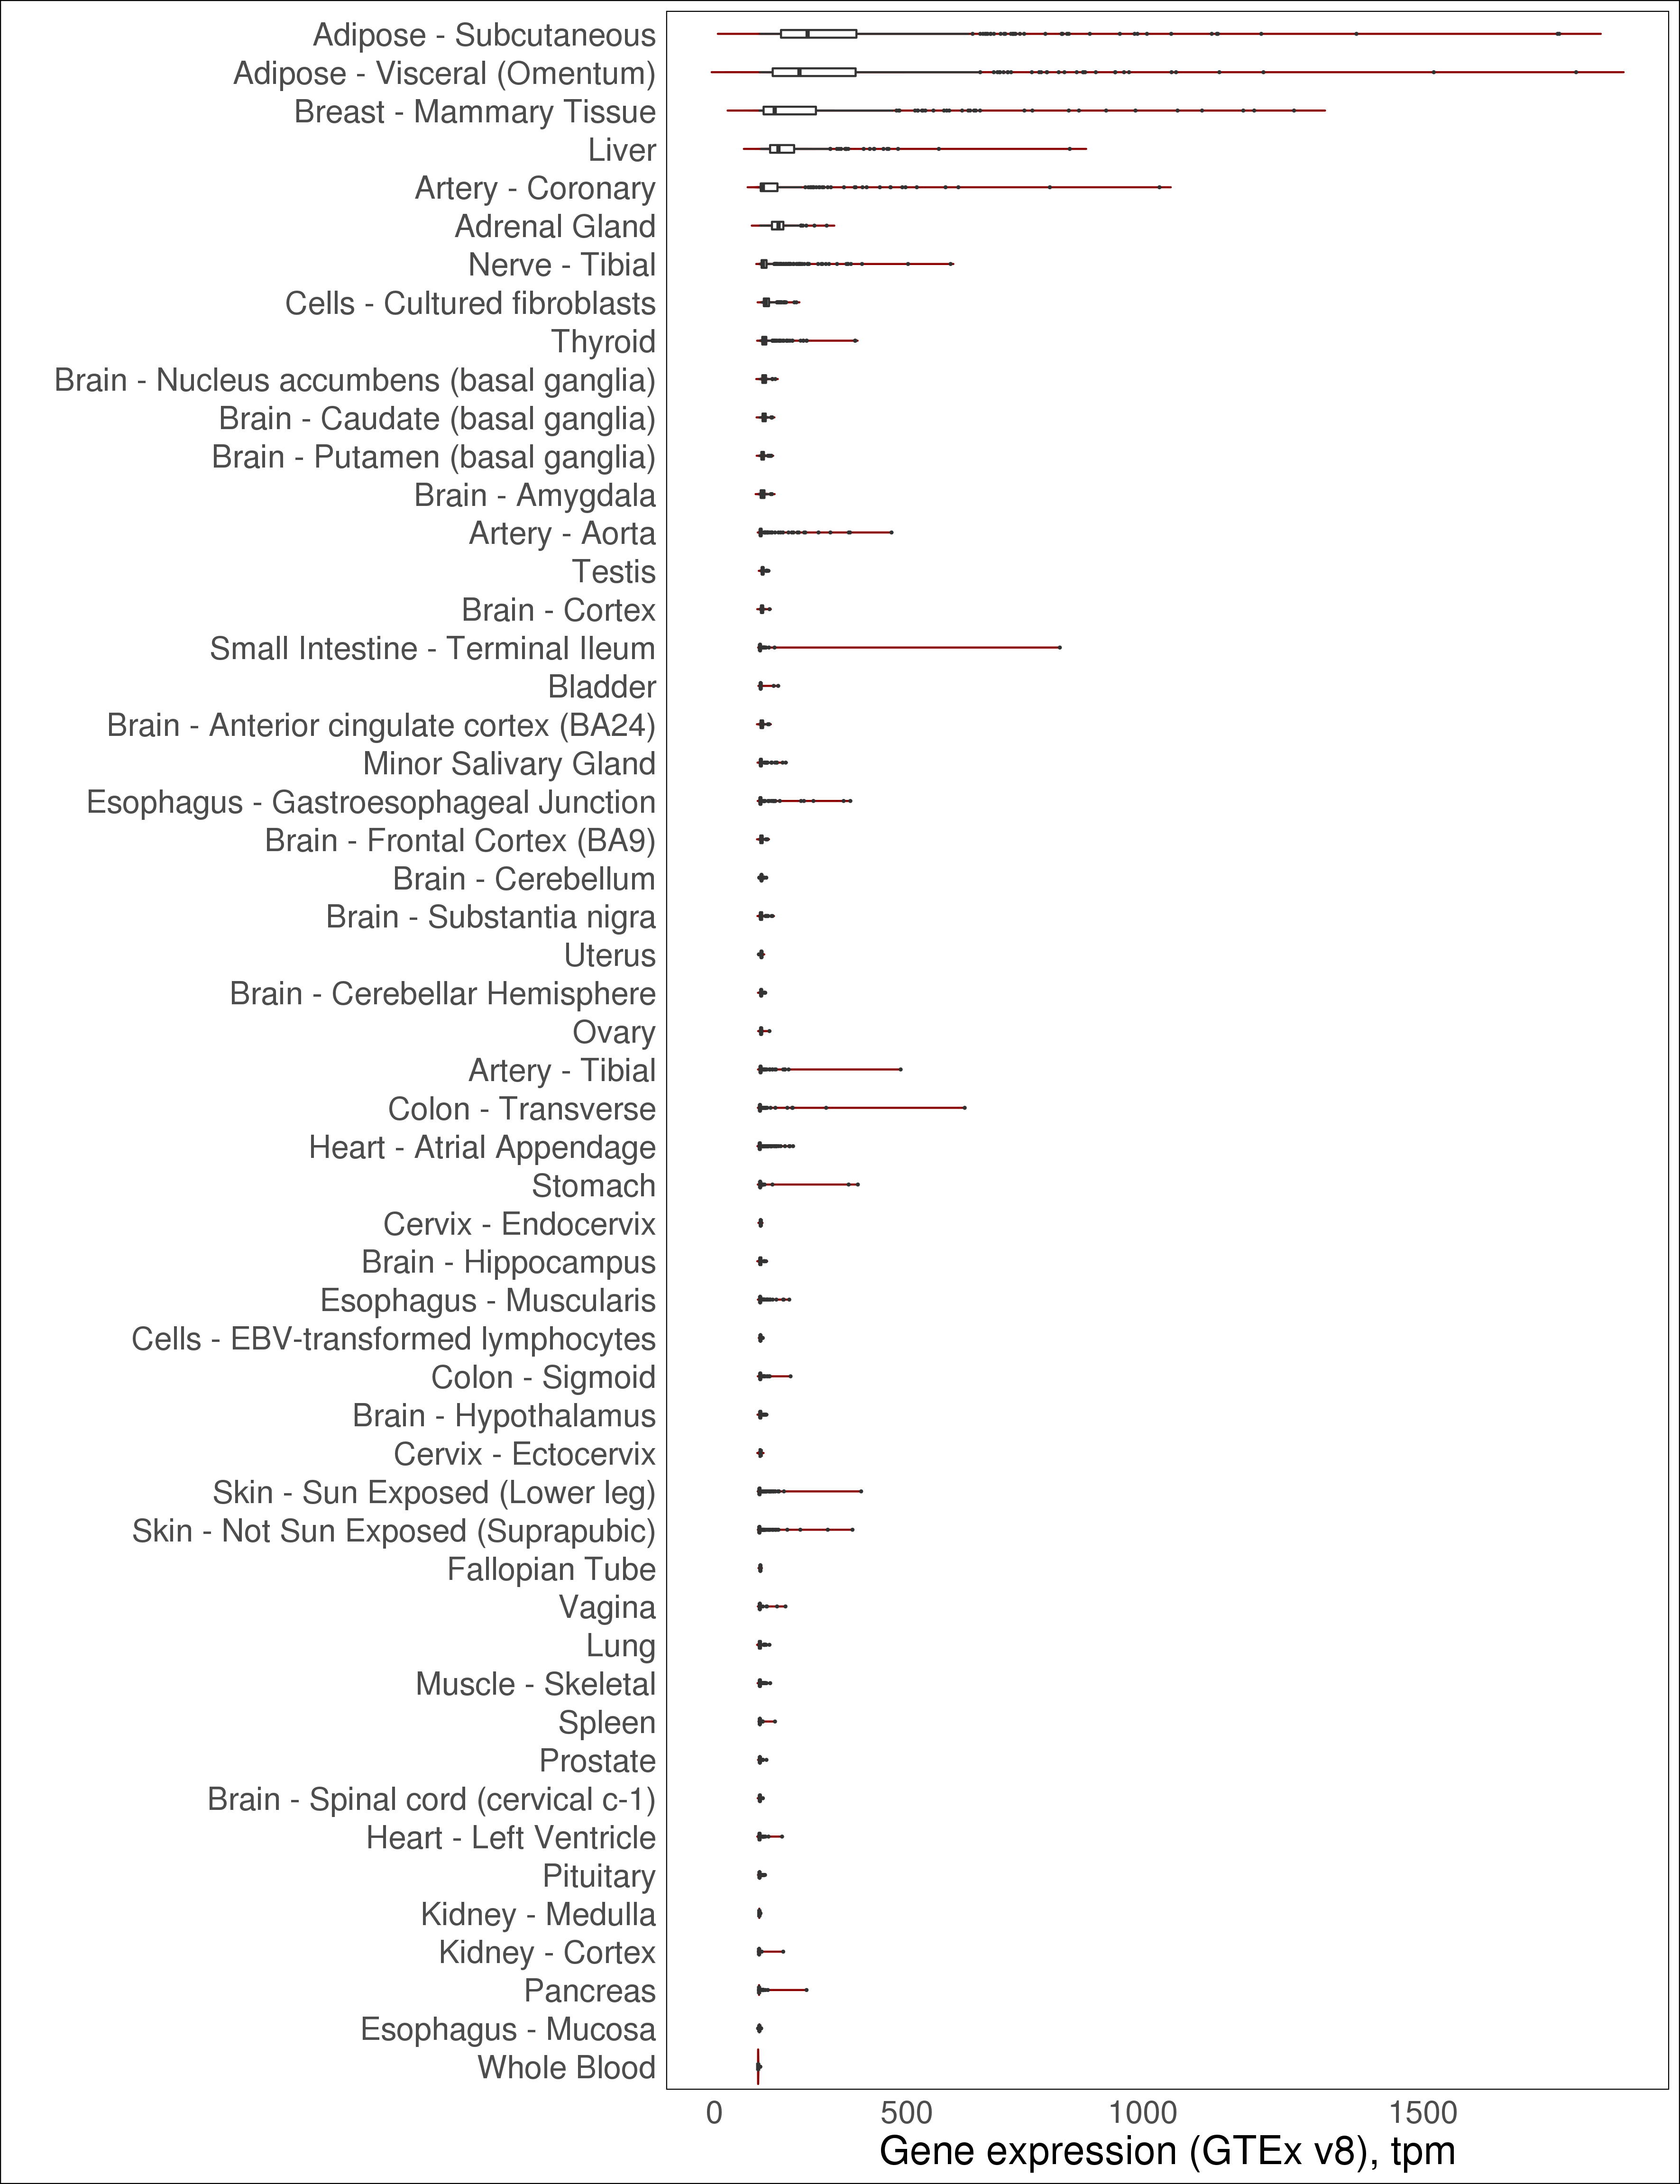 Adipose - Subcutaneous
Adipose - Visceral (Omentum)
Breast - Mammary Tissue
Liver
Artery - Coronary
Adrenal Gland
Nerve - Tibial
Cells - Cultured fibroblasts
Thyroid
Brain - Nucleus accumbens (basal ganglia)
Brain - Caudate (basal ganglia)
Brain - Putamen (basal ganglia)
Brain - Amygdala
Artery - Aorta
Testis
Brain - Cortex
Small Intestine - Terminal Ileum
Bladder
Brain - Anterior cingulate cortex (BA24)
Minor Salivary Gland
Esophagus - Gastroesophageal Junction
Brain - Frontal Cortex (BA9)
Brain - Cerebellum
Brain - Substantia nigra
Uterus
Brain - Cerebellar Hemisphere
Ovary
Artery - Tibial
Colon - Transverse
Heart - Atrial Appendage
Stomach
Cervix - Endocervix
Brain - Hippocampus
Esophagus - Muscularis
Cells - EBV-transformed lymphocytes
Colon - Sigmoid
Brain - Hypothalamus
Cervix - Ectocervix
Skin - Sun Exposed (Lower leg)
Skin - Not Sun Exposed (Suprapubic)
Fallopian Tube
Vagina
Lung
Muscle - Skeletal
Spleen
Prostate
Brain - Spinal cord (cervical c-1)
Heart - Left Ventricle
Pituitary
Kidney - Medulla
Kidney - Cortex
Pancreas
Esophagus - Mucosa
Whole Blood
0 500 1000 1500
Gene expression (GTEx v8), tpm